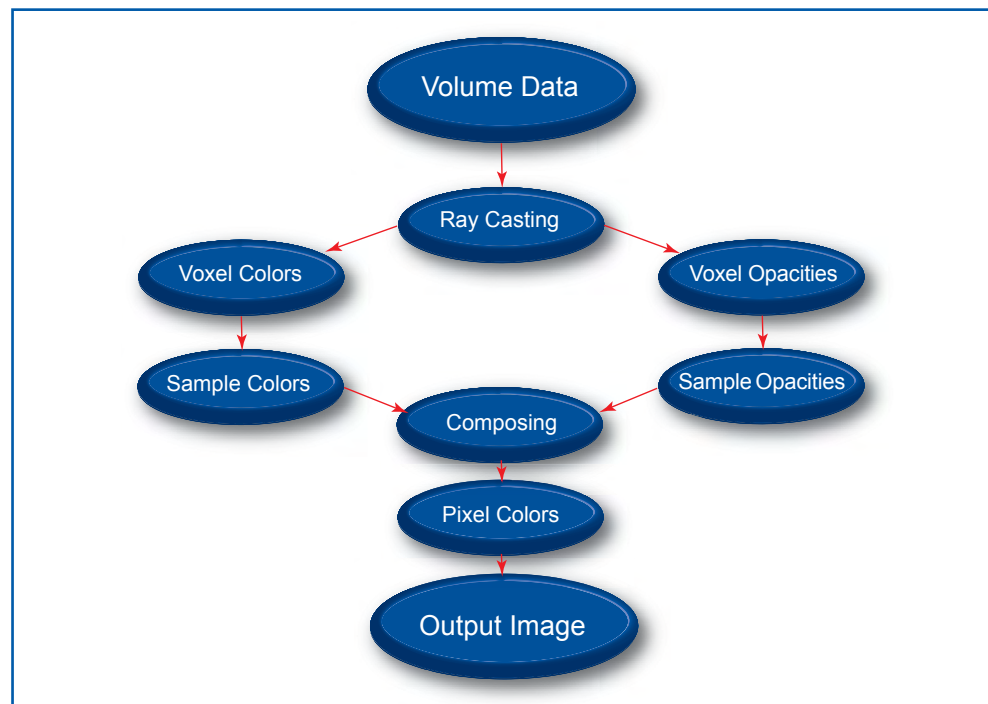 Volume Data
Ray Casting
Voxel Colors
Voxel Opacities
Sample Colors
Sample Opacities
Composing
Pixel Colors
Output Image